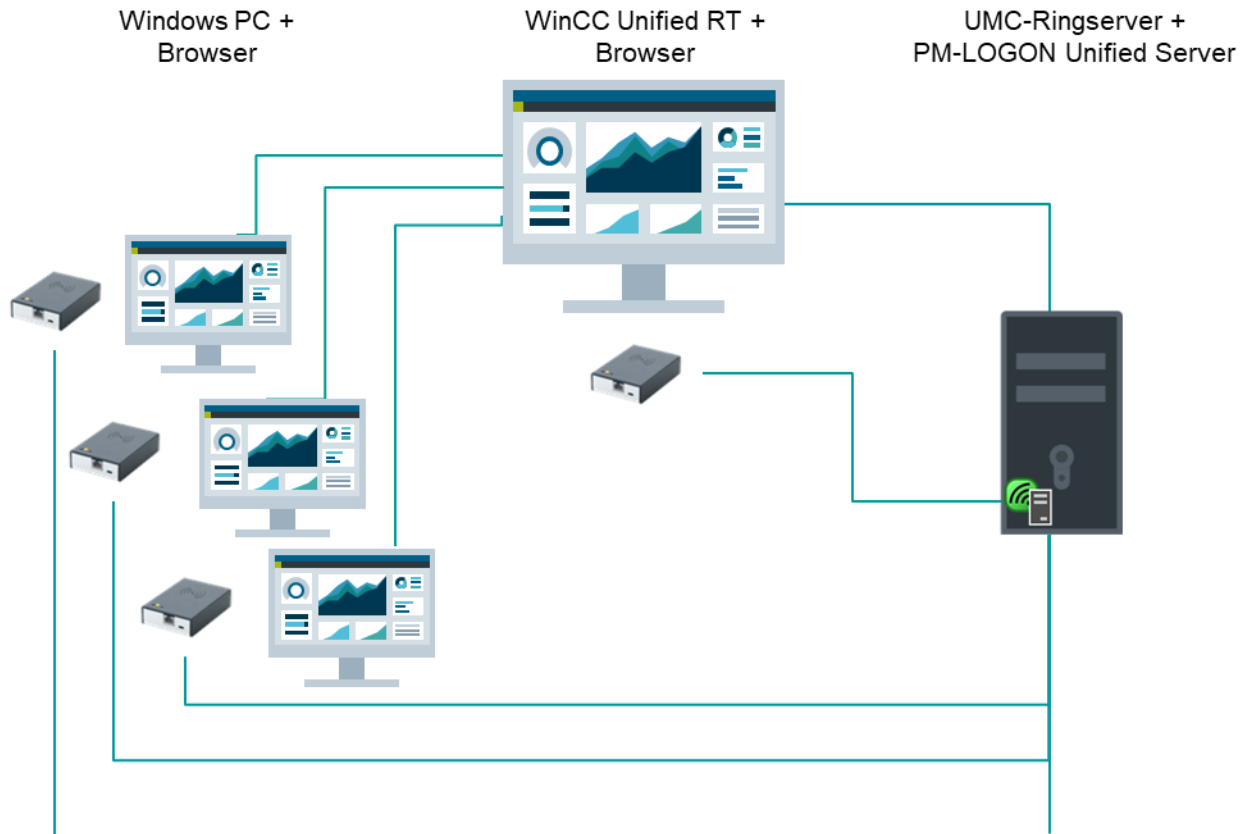 Windows PC +
Browser
WinCC Unified RT +
Browser
UMC-Ringserver +
PM-LOGON Unified Server